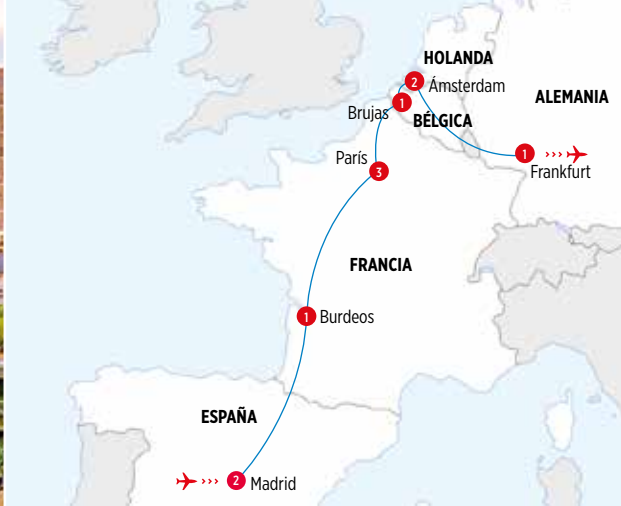 HOLANDA
2 Ámsterdam
ALEMANIA
Brujas 1
BÉLGICA
París
3
1
Frankfurt
FRANCIA
1 Burdeos
ESPAÑA
2 Madrid